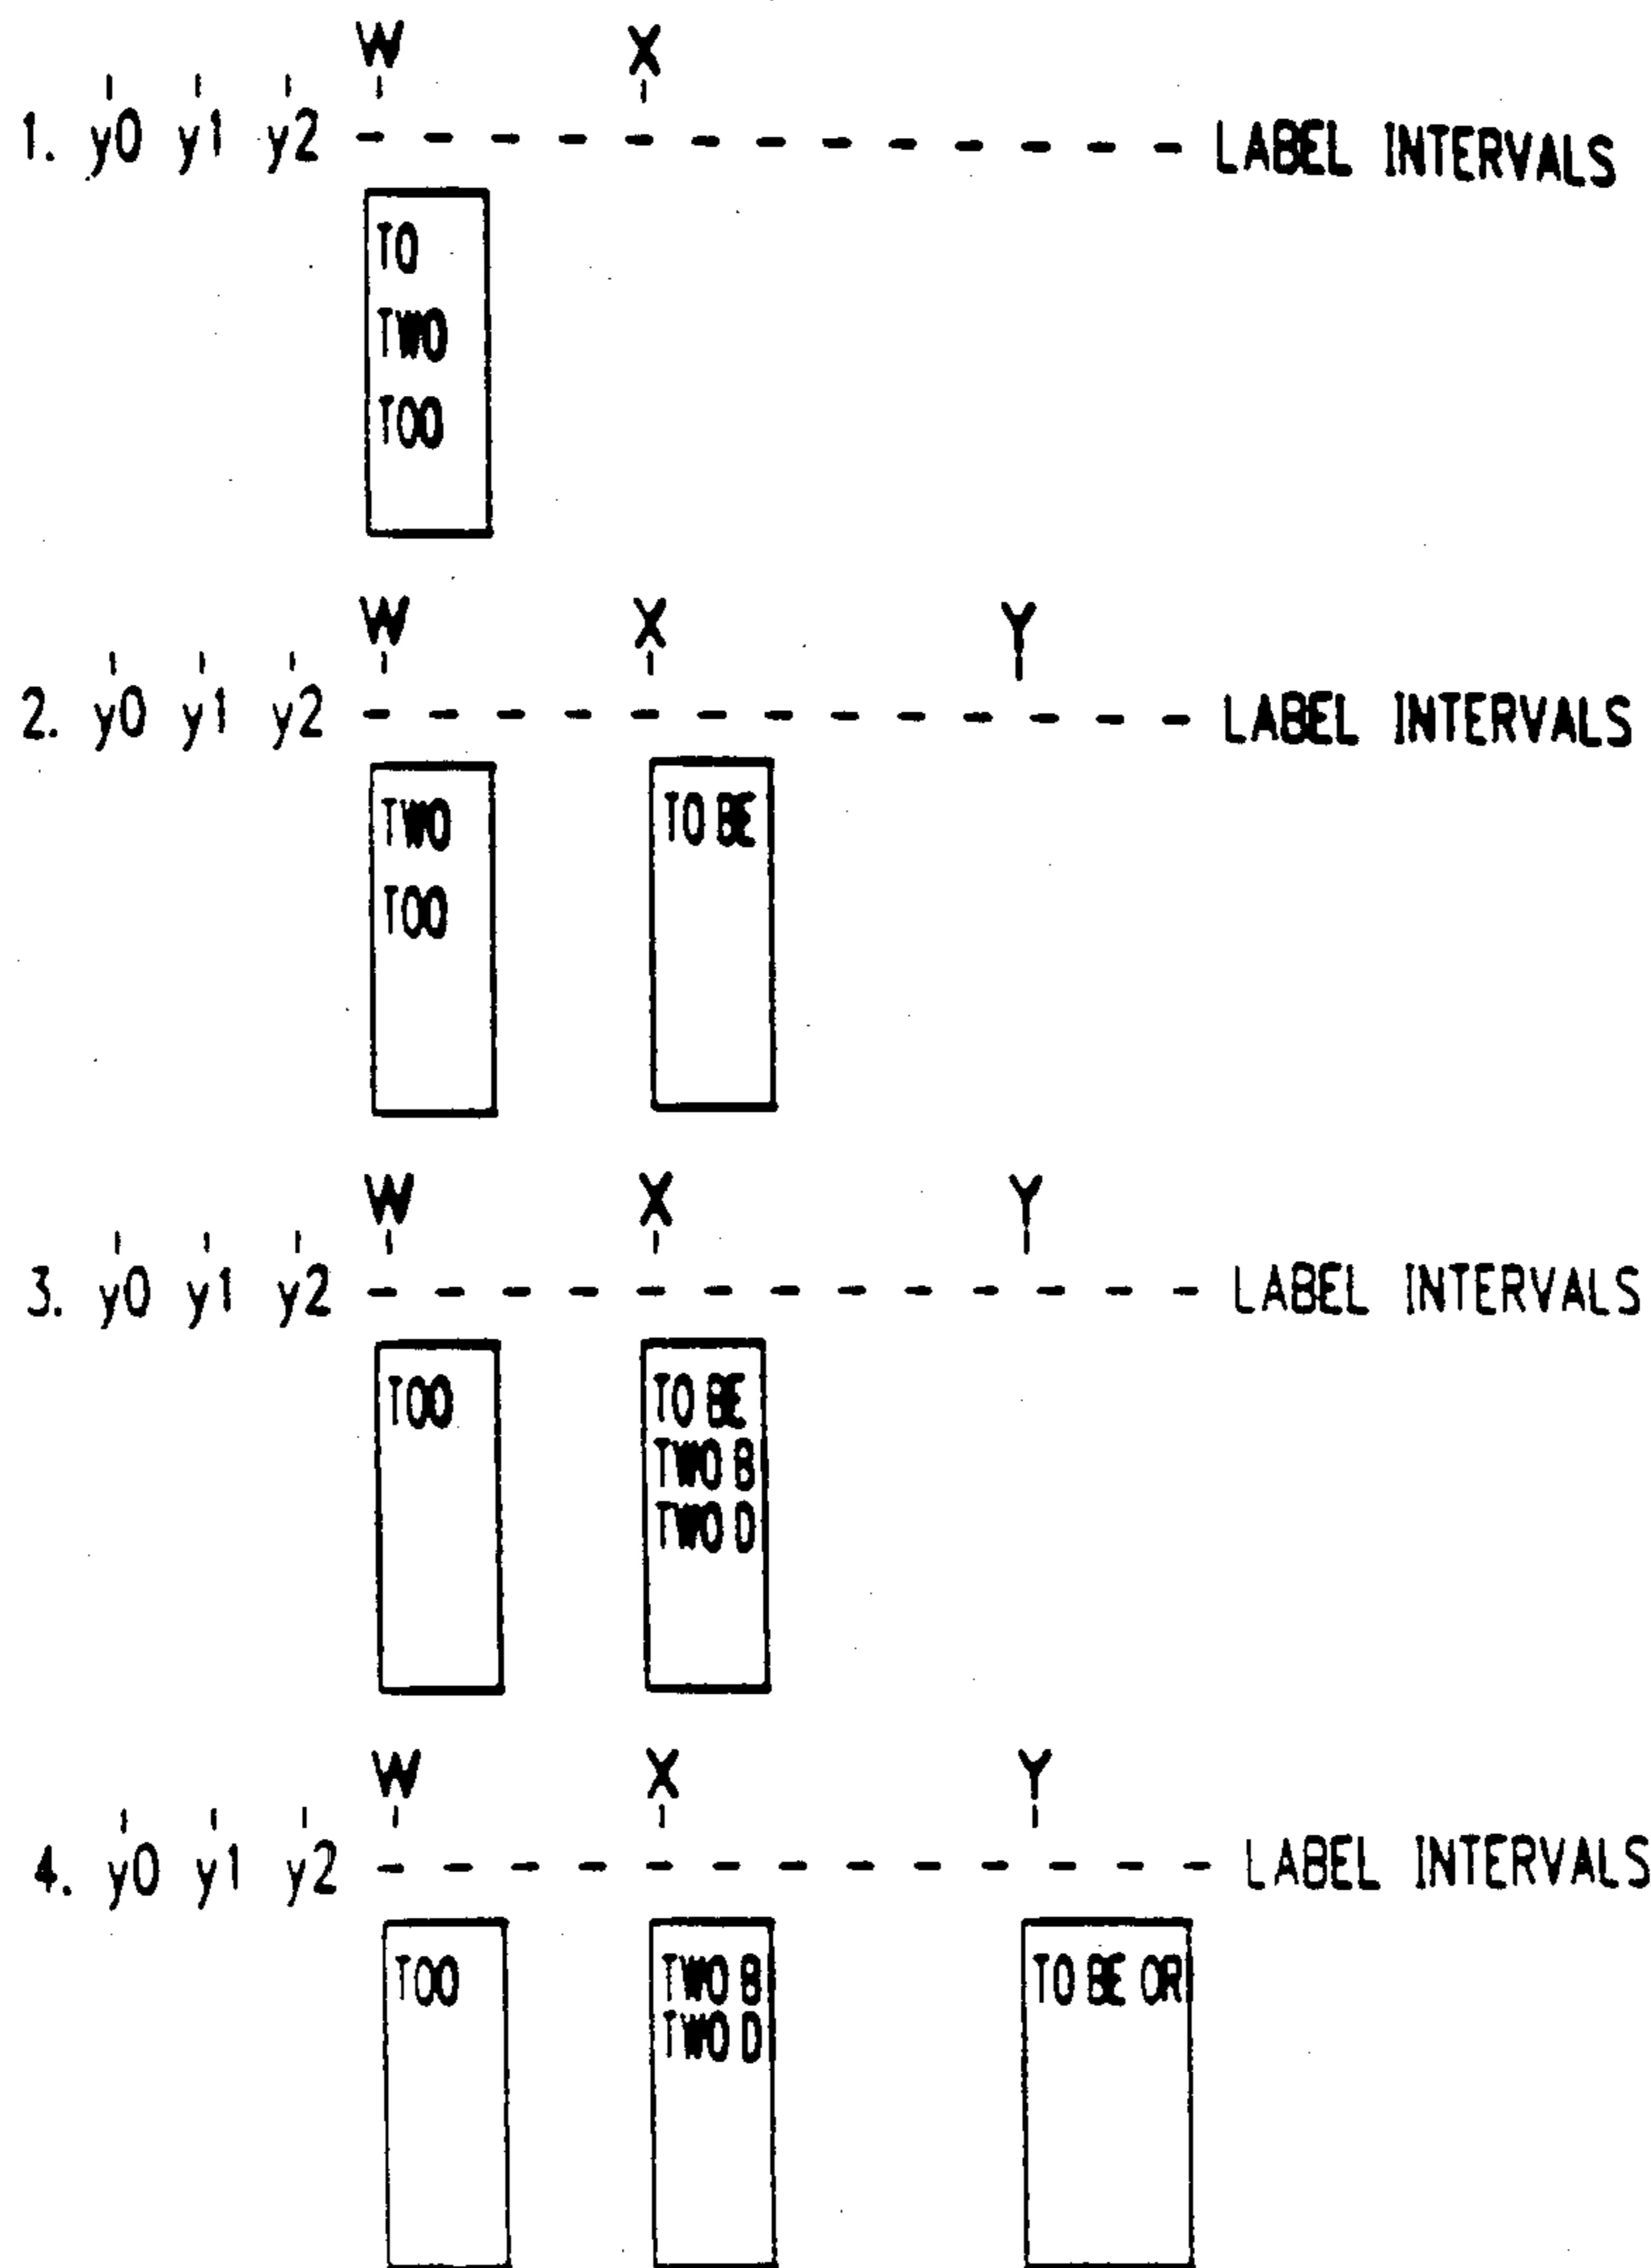 W X
1. y0 y1 y2 LABEL INTERVALS
TO
TWO
TOO
W X Y
2. y0 y1 y2 LABEL INTERVALS
TWO TO BE
TOO
W X Y
3. y0 y1 y2 LABEL INTERVALS
TOO TO BE
TWO B
TWO D
W X Y
4. y0 y1 y2 LABEL INTERVALS
TOO TWO B TO BE OR
TWO D